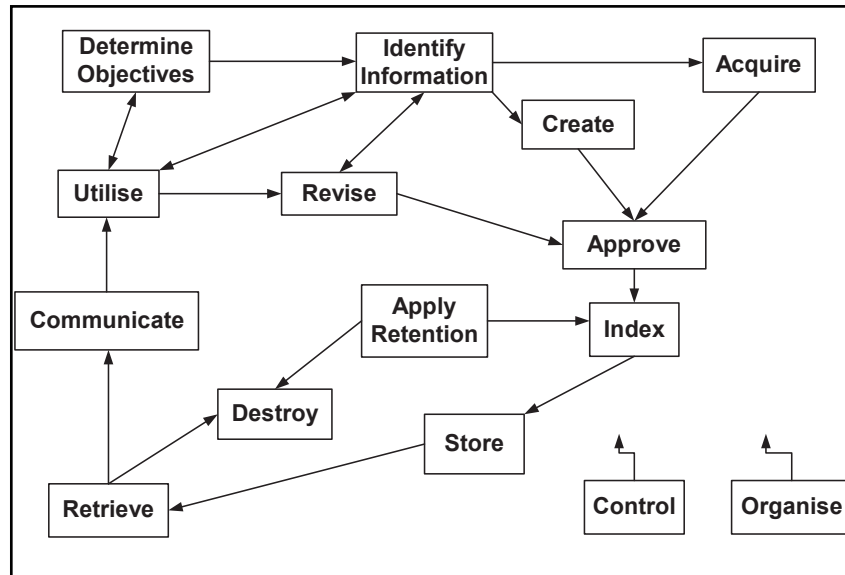 Determine
Objectives
Identify
Information
Acquire
Create
Utilise
Revise
Approve
Communicate
Apply
Retention
Index
Destroy
Store
Retrieve
Control
Organise